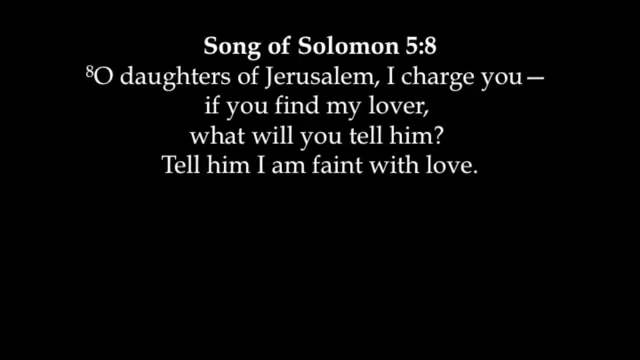 Song of Solomon 5:8
⁸O daughters of Jerusalem, I charge you—
if you find my lover,
what will you tell him?
Tell him I am faint with love.